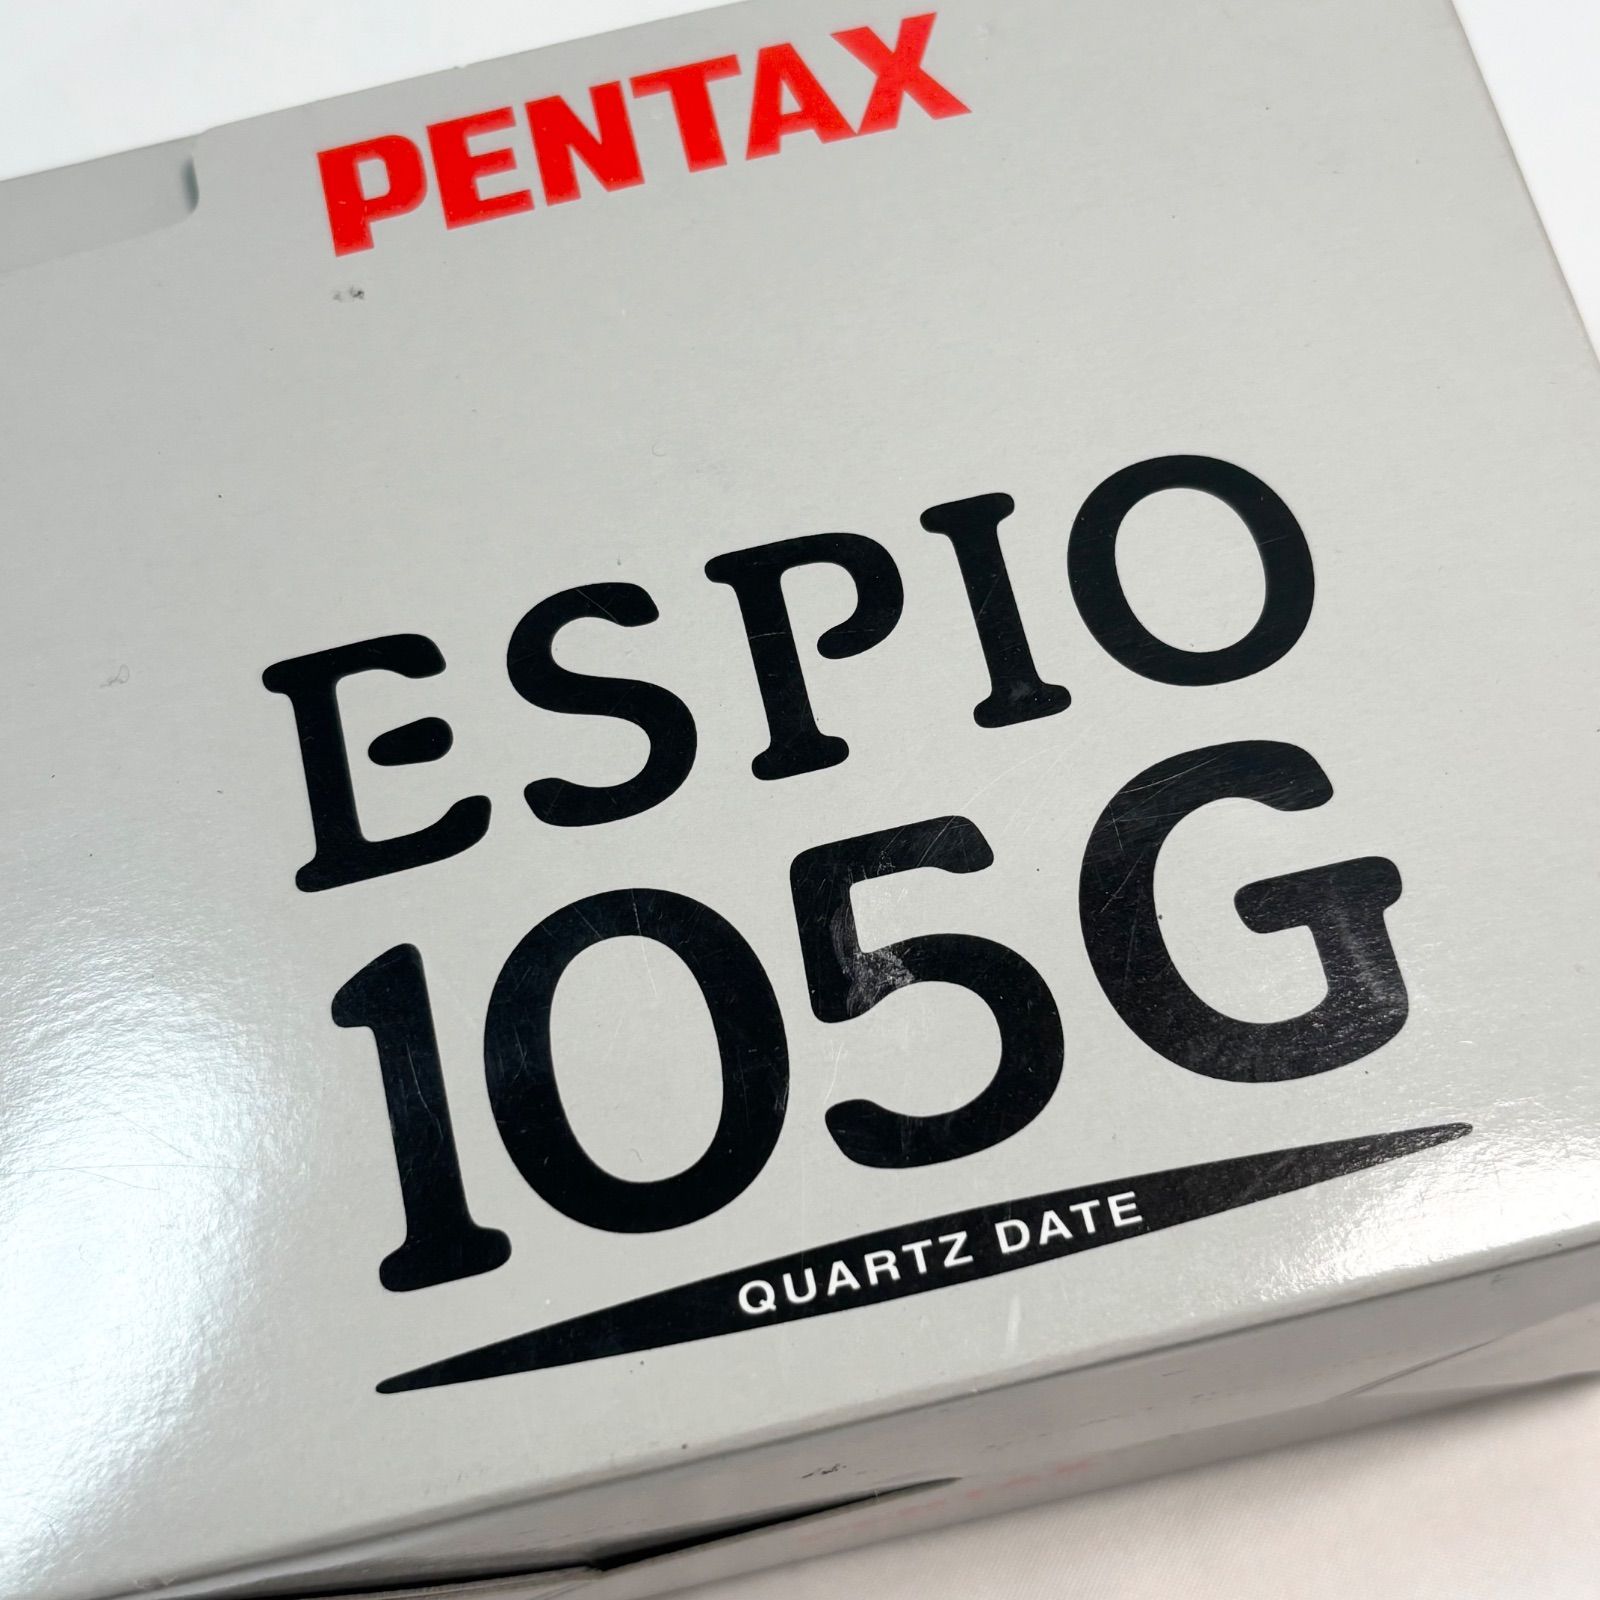 PENTAX
ESPIO
105G
QUARTZ DATE